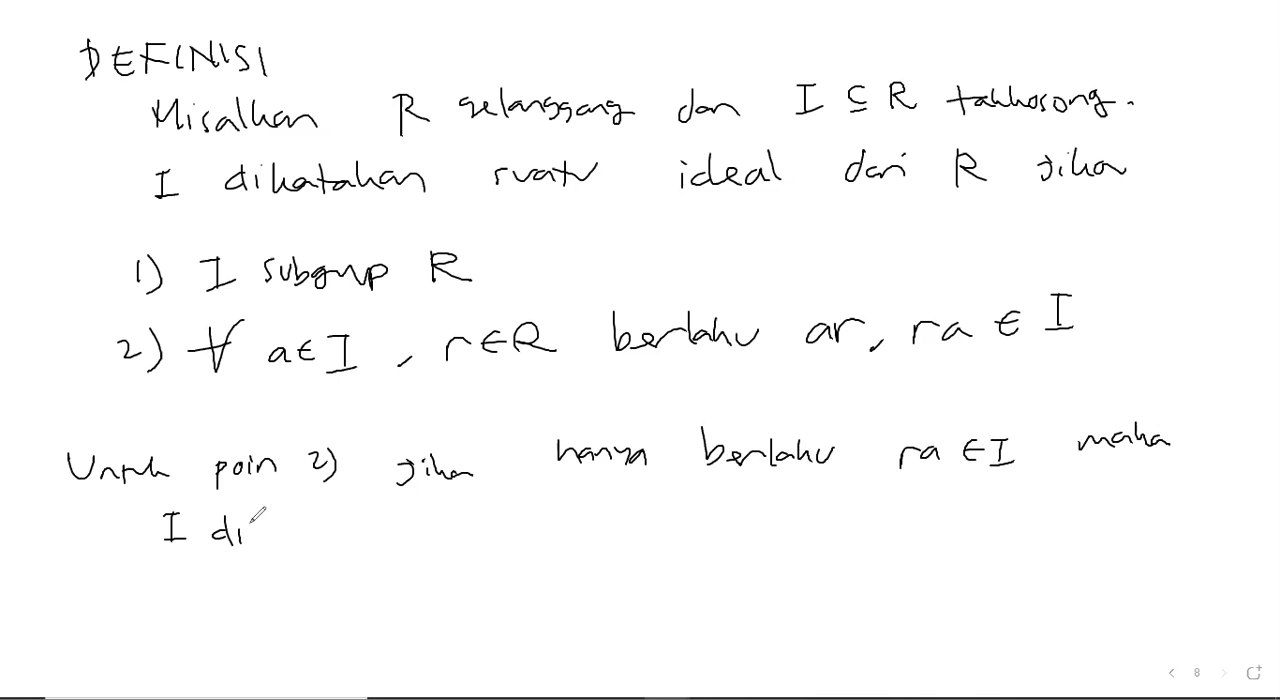 DEFINISI
Misalkan R gelanggang dan I ⊆ R takkosong.
I dikatakan suatu ideal dari R jika
1) I subgrup R
2) ∀ a∈I, r∈R berlaku ar, ra ∈ I
Untuk poin 2) jika hanya berlaku ra ∈ I maka
I di
8